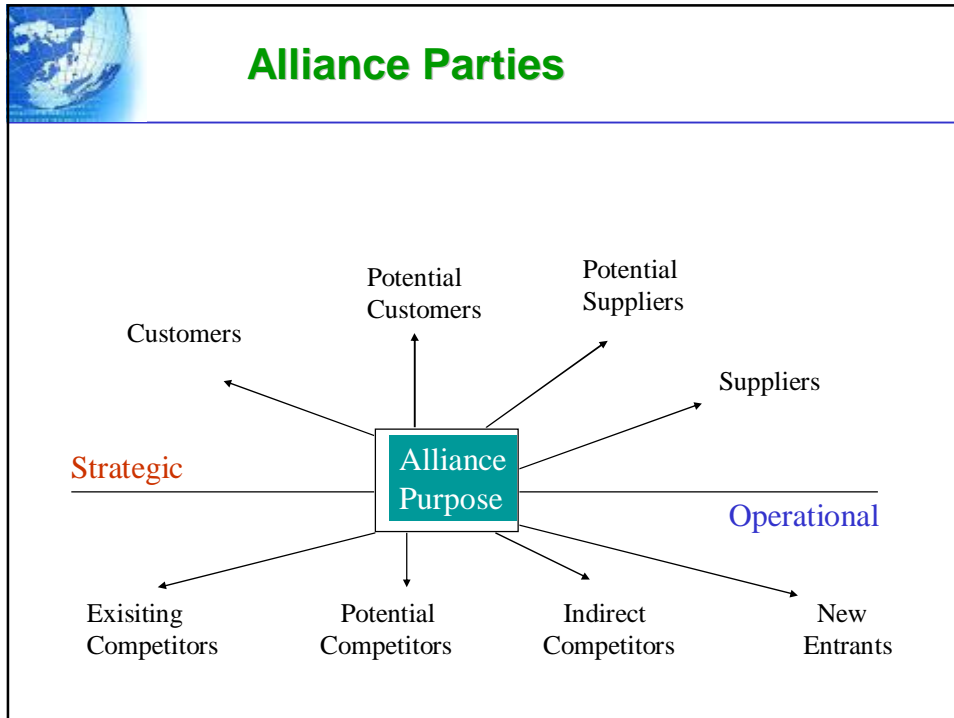 Alliance Parties
Potential
Customers
Potential
Suppliers
Customers
Suppliers
Strategic
Alliance
Purpose
Operational
Exisiting
Competitors
Potential
Competitors
Indirect
Competitors
New
Entrants